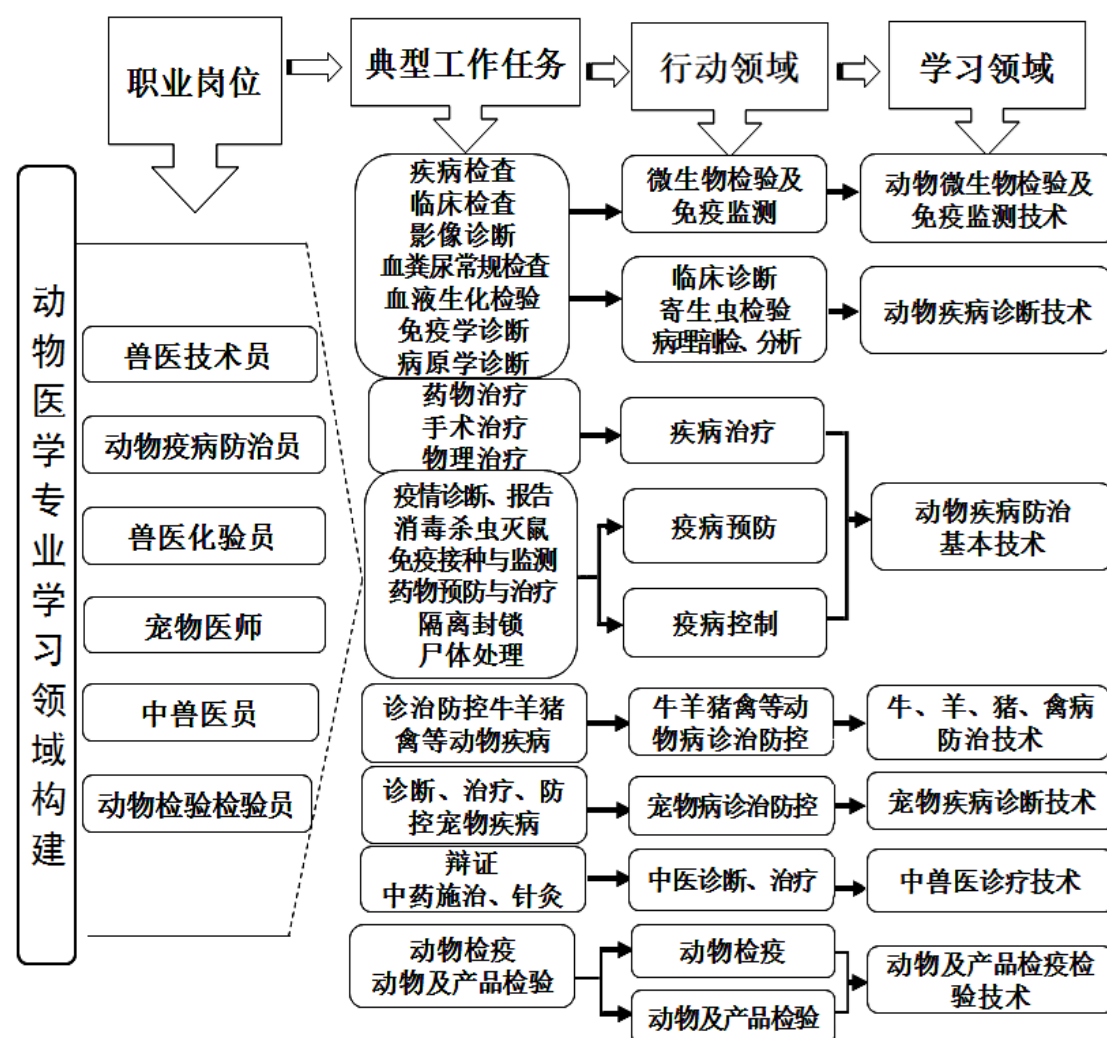 职业岗位
典型工作任务
行动领域
学习领域
动物医学专业学习领域构建
兽医技术员
动物疫病防治员
兽医化验员
宠物医师
中兽医员
动物检验检验员
疾病检查
临床检查
影像诊断
血粪尿常规检查
血液生化检验
免疫学诊断
病原学诊断
微生物检验及
免疫监测
动物微生物检验及
免疫监测技术
临床诊断
寄生虫检验
病理剖检、分析
动物疾病诊断技术
药物治疗
手术治疗
物理治疗
疾病治疗
疫情诊断、报告
消毒杀虫灭鼠
免疫接种与监测
药物预防与治疗
隔离封锁
尸体处理
疫病预防
疫病控制
动物疾病防治
基本技术
诊治防控牛羊猪
禽等动物疾病
牛羊猪禽等动
物病诊治防控
牛、羊、猪、禽病
防治技术
诊断、治疗、防
控宠物疾病
宠物病诊治防控
宠物疾病诊断技术
辩证
中药施治、针灸
中医诊断、治疗
中兽医诊疗技术
动物检疫
动物及产品检验
动物检疫
动物及产品检验
动物及产品检疫检
验技术